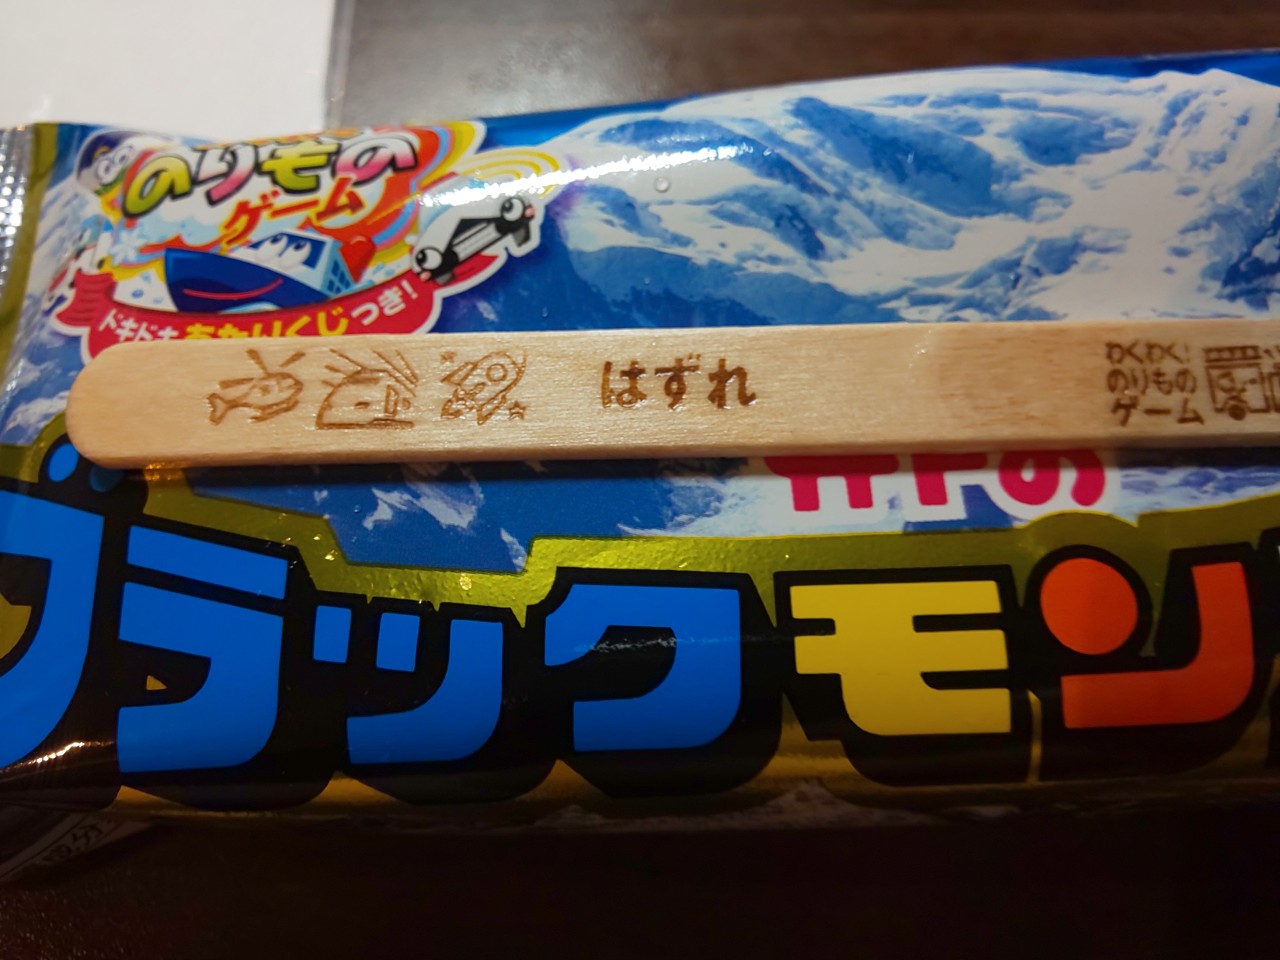 のりもの
ゲーム
ドキドキ あたりくじつき!
はずれ
わくわく!
のりもの
ゲーム
ブラックモン